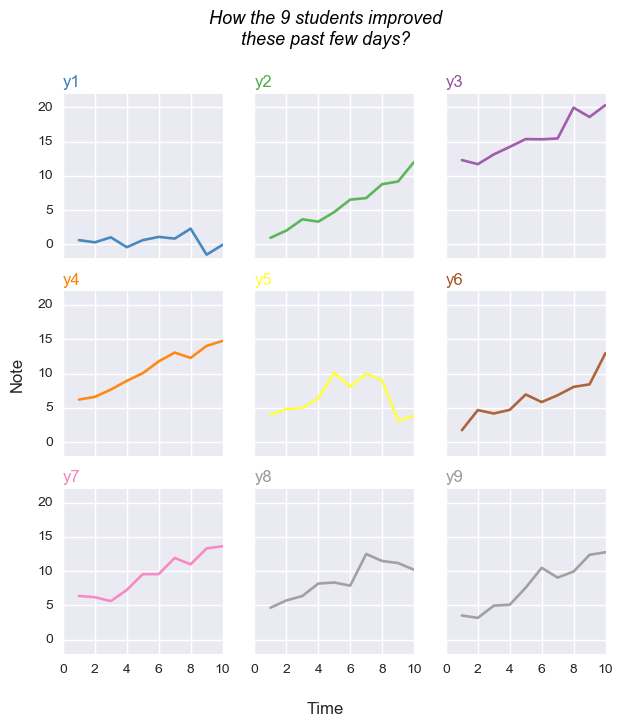 How the 9 students improved
these past few days?
y1 y2 y3
20
15
10
5
0
y4 y5 y6
20
15
10
5
0
Note
y7 y8 y9
20
15
10
5
0
0 2 4 6 8 10 0 2 4 6 8 10 0 2 4 6 8 10
Time